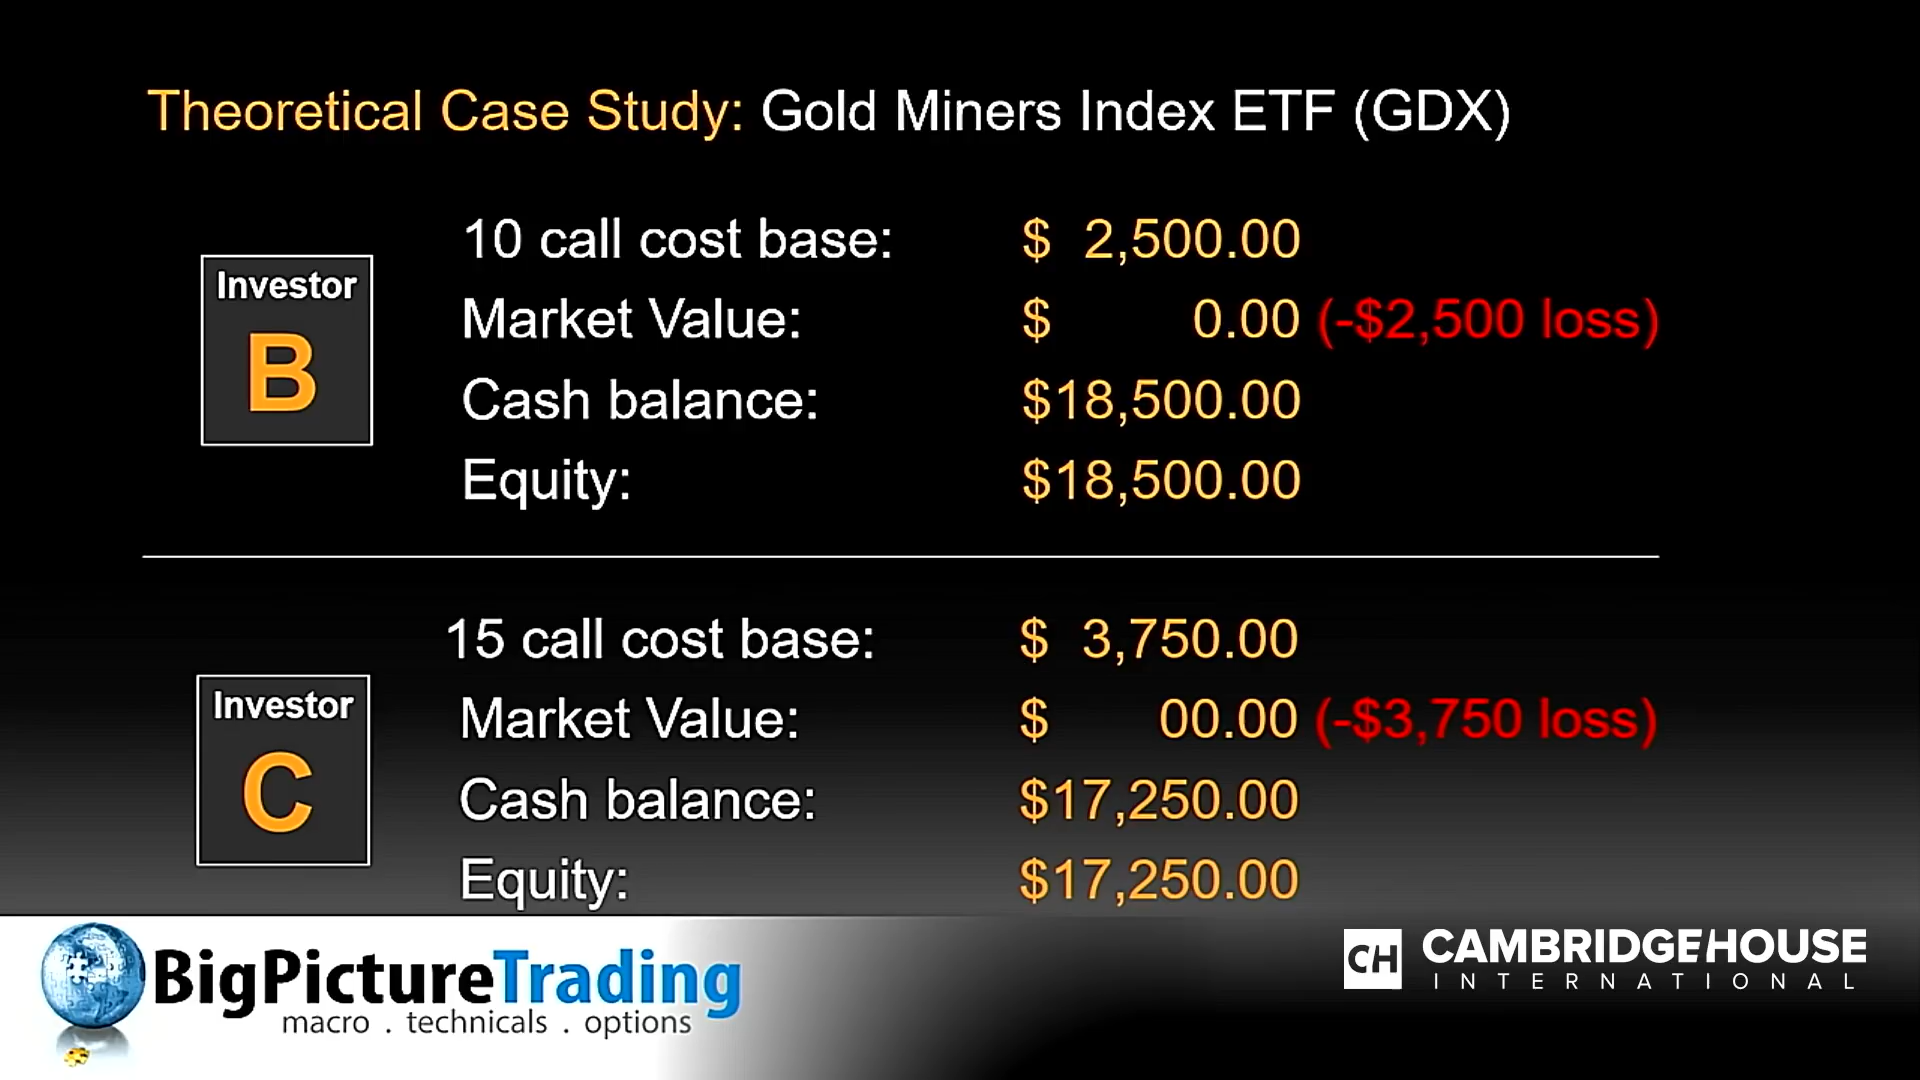 Theoretical Case Study: Gold Miners Index ETF (GDX)
Investor
B
10 call cost base: $ 2,500.00
Market Value: $ 0.00 (-$2,500 loss)
Cash balance: $18,500.00
Equity: $18,500.00
Investor
C
15 call cost base: $ 3,750.00
Market Value: $ 00.00 (-$3,750 loss)
Cash balance: $17,250.00
Equity: $17,250.00
BigPictureTrading
macro . technicals . options
CH CAMBRIDGEHOUSE
INTERNATIONAL